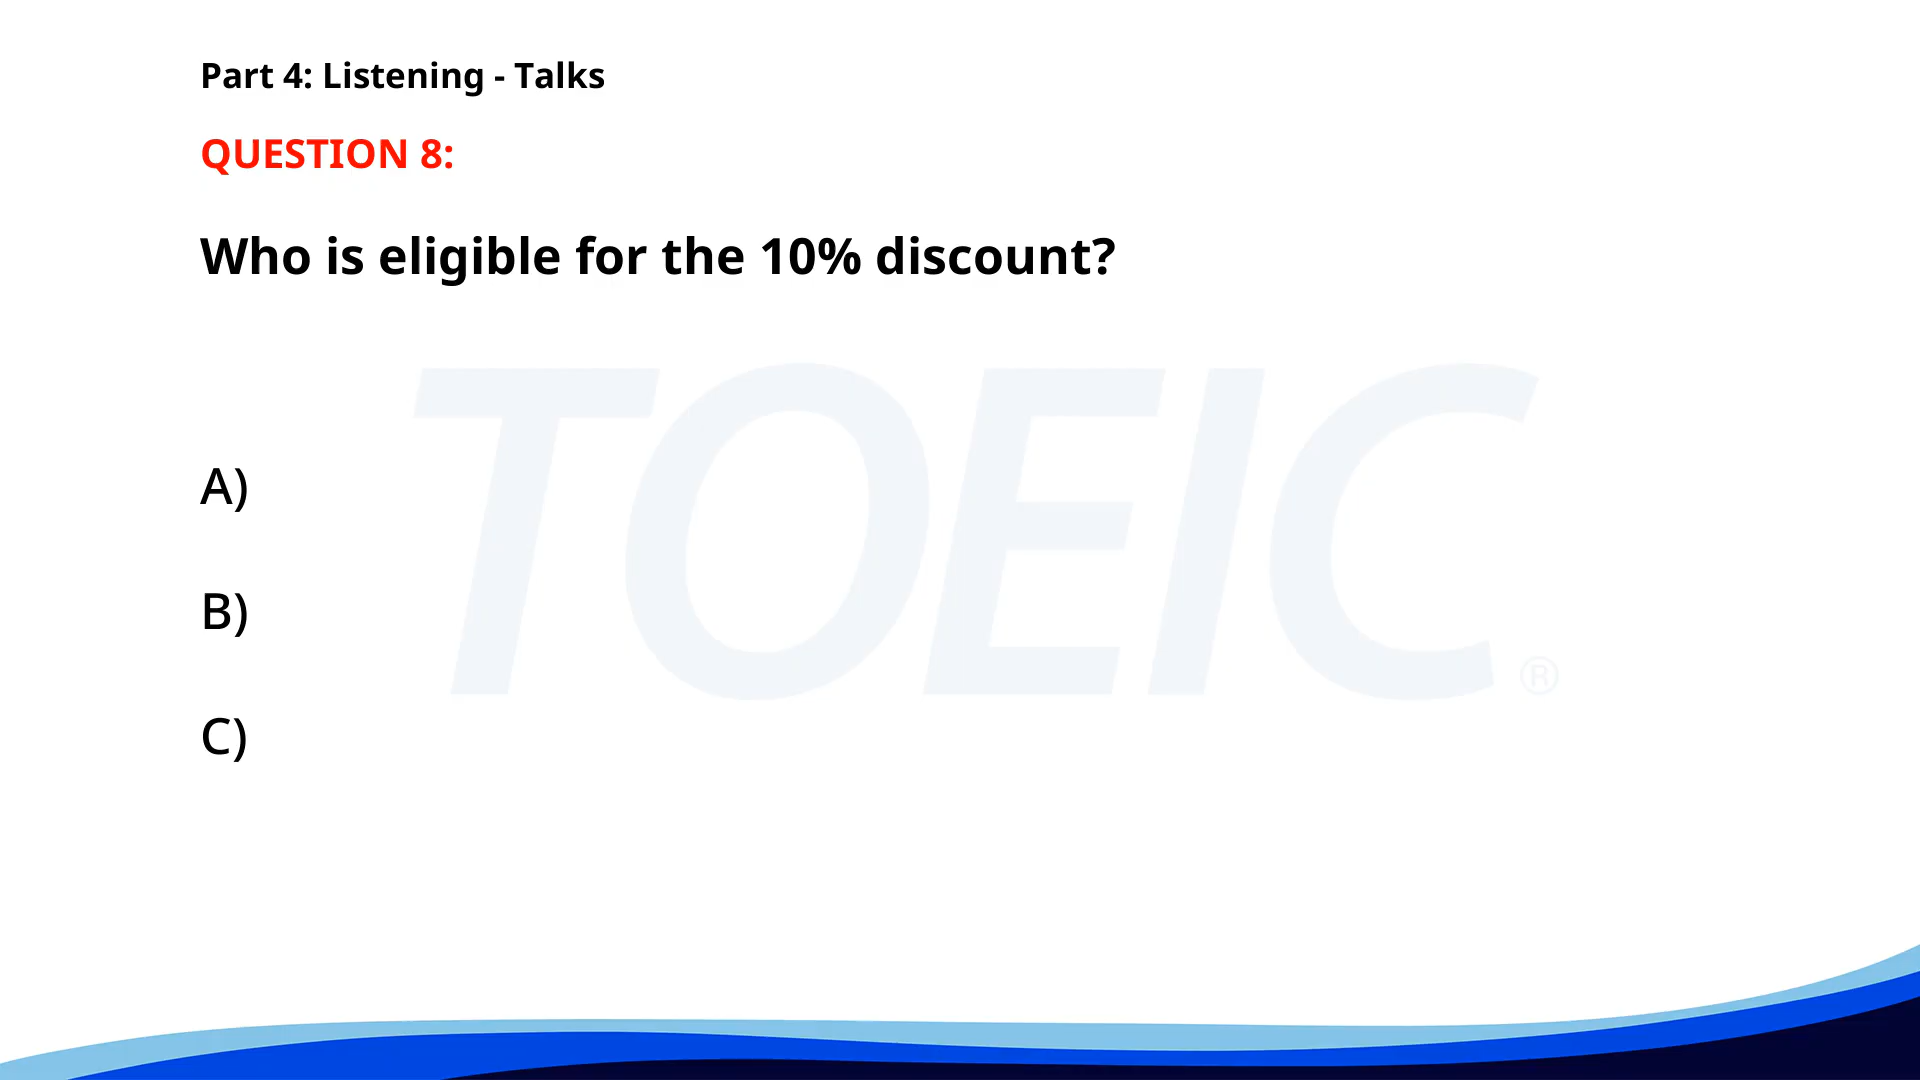 Part 4: Listening - Talks
QUESTION 8:
Who is eligible for the 10% discount?
TOEIC®
A)
B)
C)